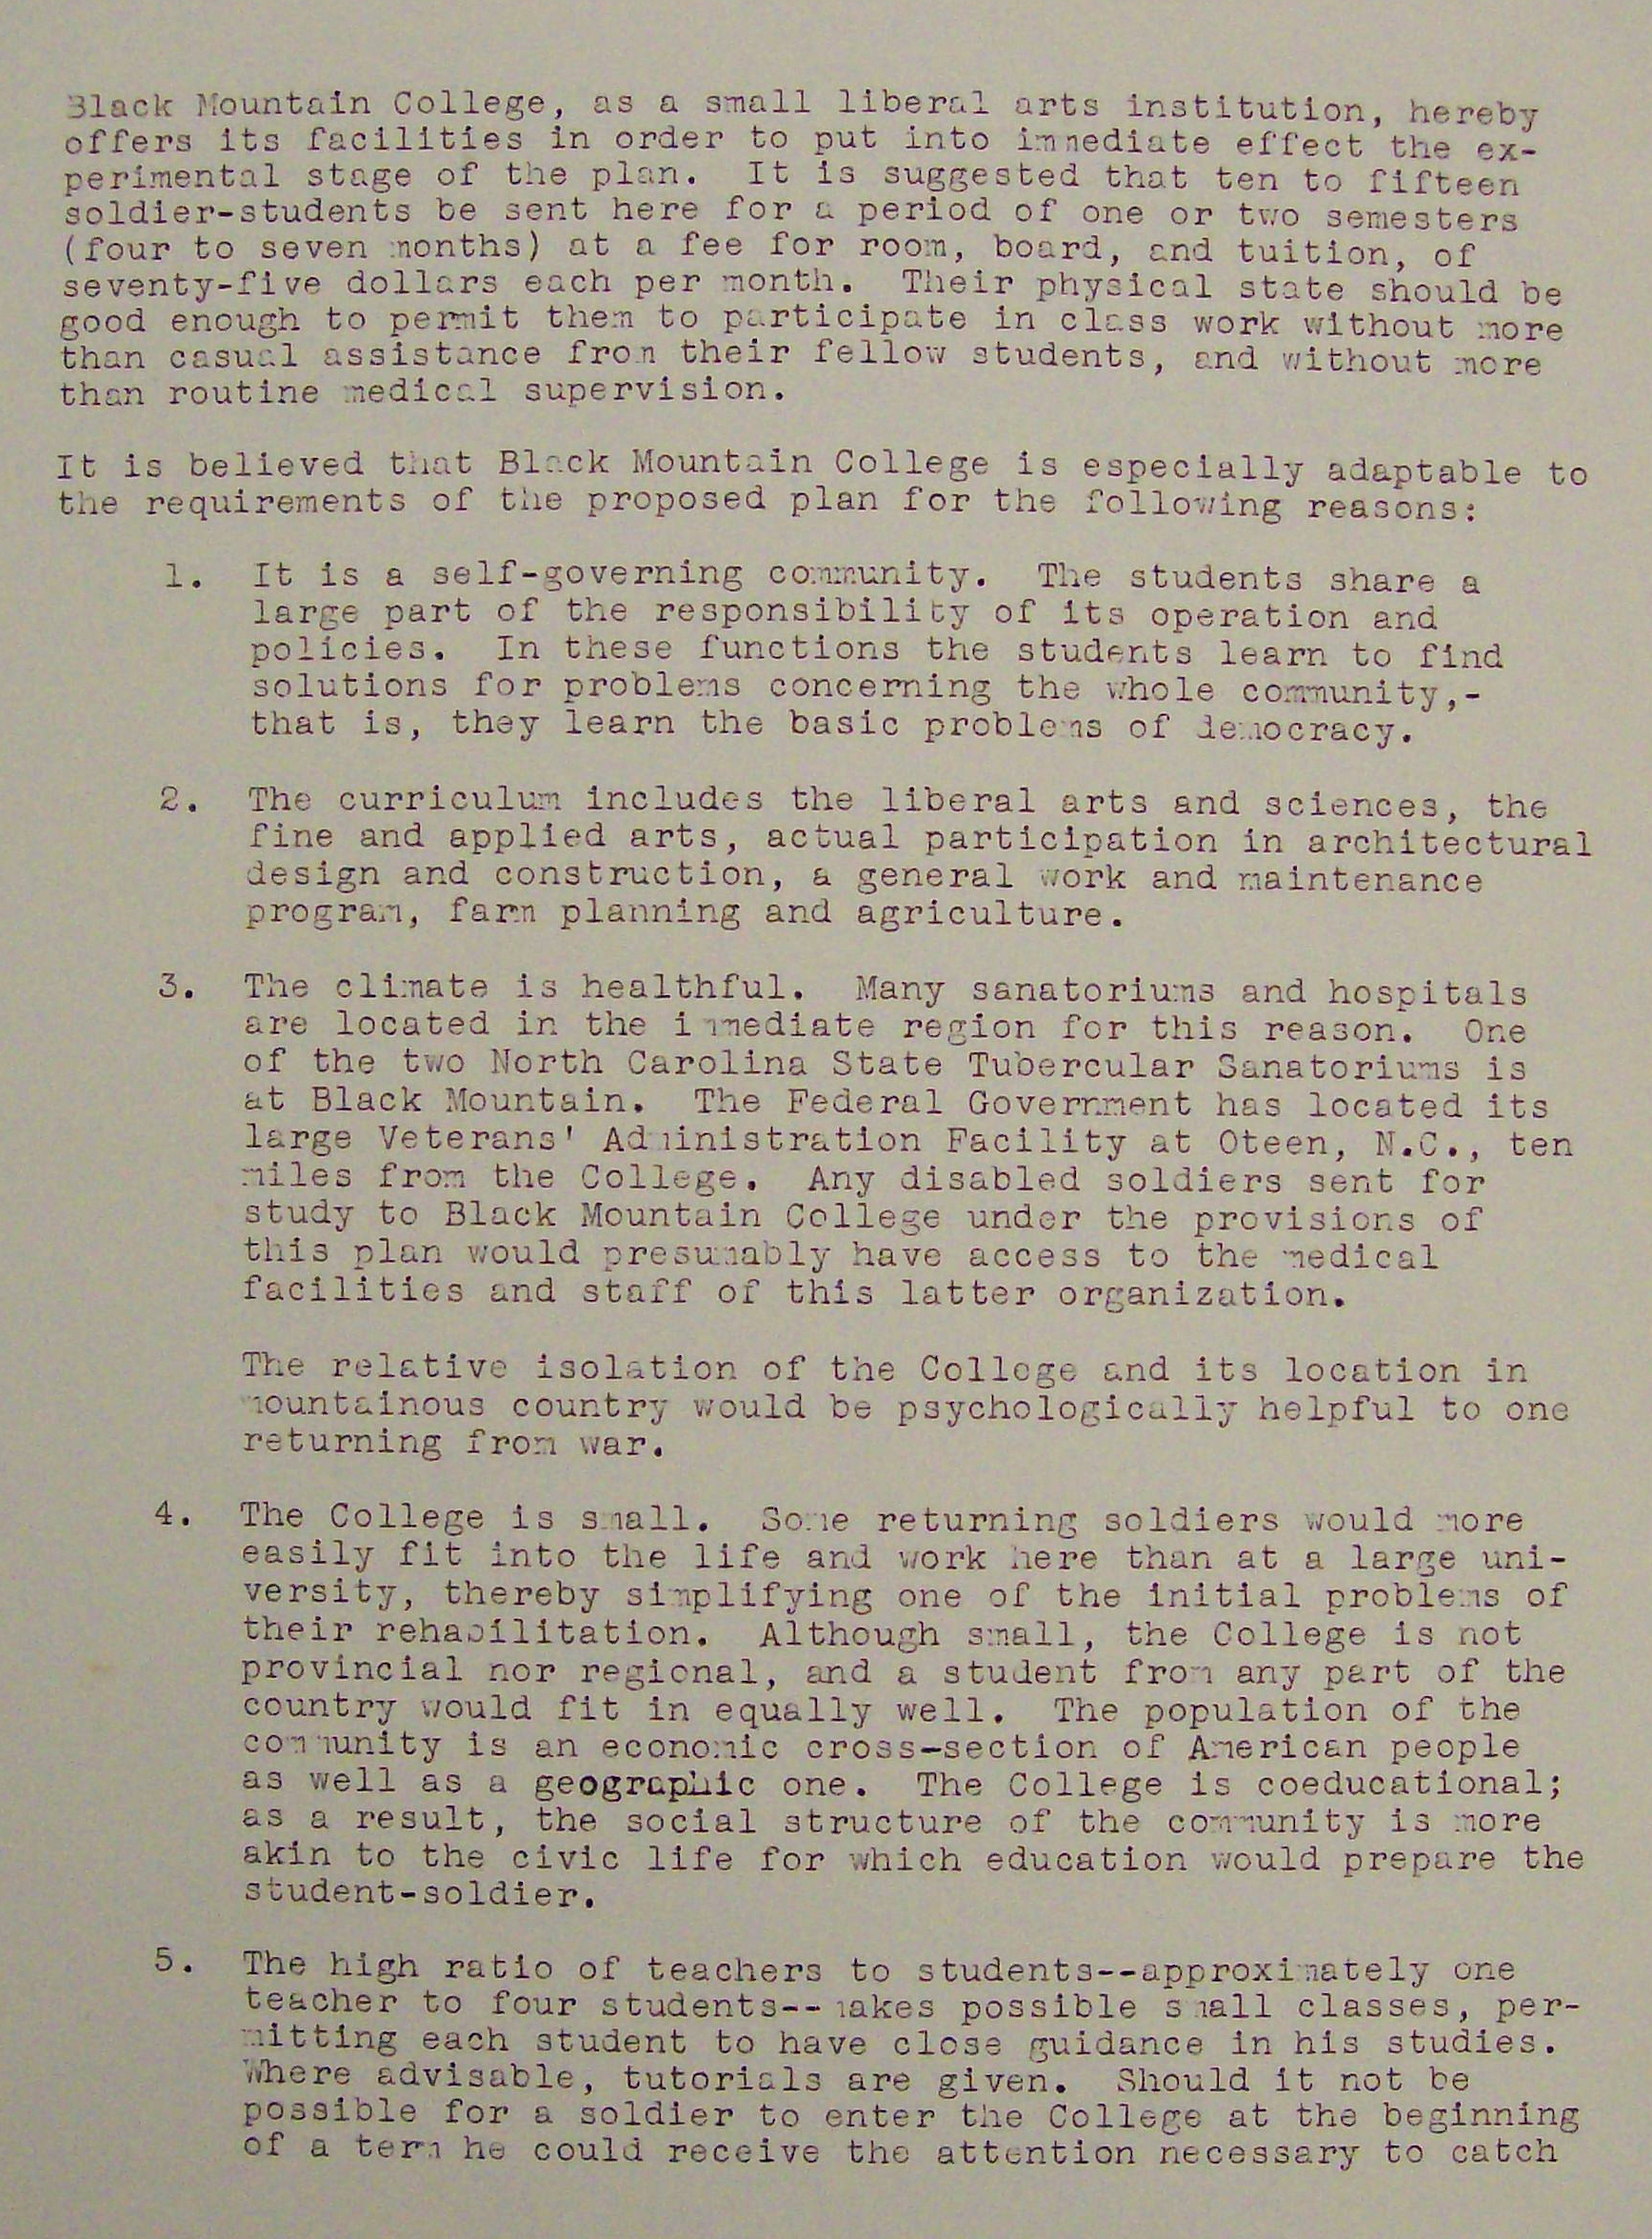 Black Mountain College, as a small liberal arts institution, hereby
offers its facilities in order to put into immediate effect the ex-
perimental stage of the plan. It is suggested that ten to fifteen
soldier-students be sent here for a period of one or two semesters
(four to seven months) at a fee for room, board, and tuition, of
seventy-five dollars each per month. Their physical state should be
good enough to permit them to participate in class work without more
than casual assistance from their fellow students, and without more
than routine medical supervision.
It is believed that Black Mountain College is especially adaptable to
the requirements of the proposed plan for the following reasons:
1. It is a self-governing community. The students share a
large part of the responsibility of its operation and
policies. In these functions the students learn to find
solutions for problems concerning the whole community,-
that is, they learn the basic problems of democracy.
2. The curriculum includes the liberal arts and sciences, the
fine and applied arts, actual participation in architectural
design and construction, a general work and maintenance
program, farm planning and agriculture.
3. The climate is healthful. Many sanatoriums and hospitals
are located in the immediate region for this reason. One
of the two North Carolina State Tubercular Sanatoriums is
at Black Mountain. The Federal Government has located its
large Veterans' Administration Facility at Oteen, N.C., ten
miles from the College. Any disabled soldiers sent for
study to Black Mountain College under the provisions of
this plan would presumably have access to the medical
facilities and staff of this latter organization.
The relative isolation of the College and its location in
mountainous country would be psychologically helpful to one
returning from war.
4. The College is small. Some returning soldiers would more
easily fit into the life and work here than at a large uni-
versity, thereby simplifying one of the initial problems of
their rehabilitation. Although small, the College is not
provincial nor regional, and a student from any part of the
country would fit in equally well. The population of the
community is an economic cross-section of American people
as well as a geographic one. The College is coeducational;
as a result, the social structure of the community is more
akin to the civic life for which education would prepare the
student-soldier.
5. The high ratio of teachers to students--approximately one
teacher to four students--makes possible small classes, per-
mitting each student to have close guidance in his studies.
Where advisable, tutorials are given. Should it not be
possible for a soldier to enter the College at the beginning
of a term he could receive the attention necessary to catch